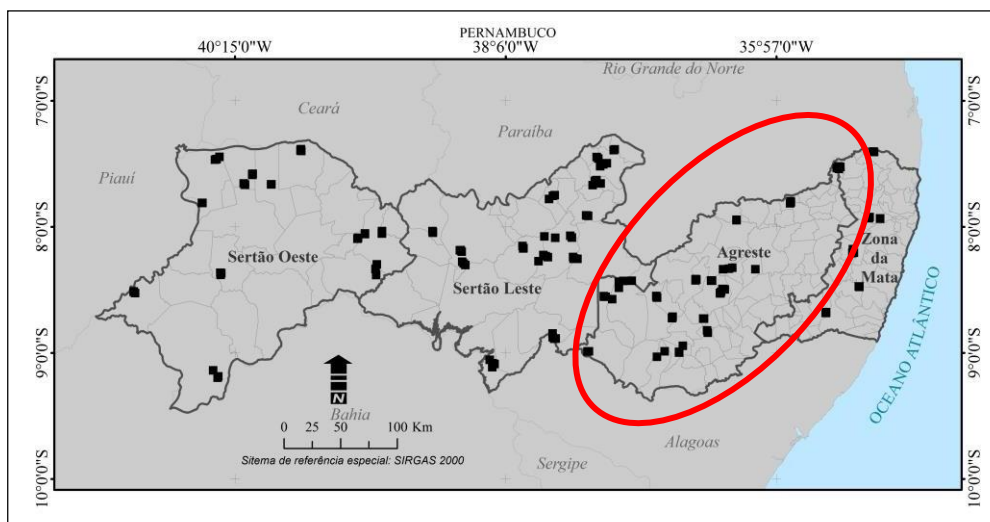 PERNAMBUCO
40°15'0"W
38°6'0"W
35°57'0"W
7°0'0"S
7°0'0"S
Rio Grande do Norte
Ceará
Paraíba
Piauí
8°0'0"S
8°0'0"S
Sertão Oeste
Sertão Leste
Agreste
Zona
da
Mata
9°0'0"S
9°0'0"S
OCEANO ATLÂNTICO
N
Bahia
0 25 50 100 Km
Alagoas
Sitema de referência especial: SIRGAS 2000
Sergipe
10°0'0"S
10°0'0"S